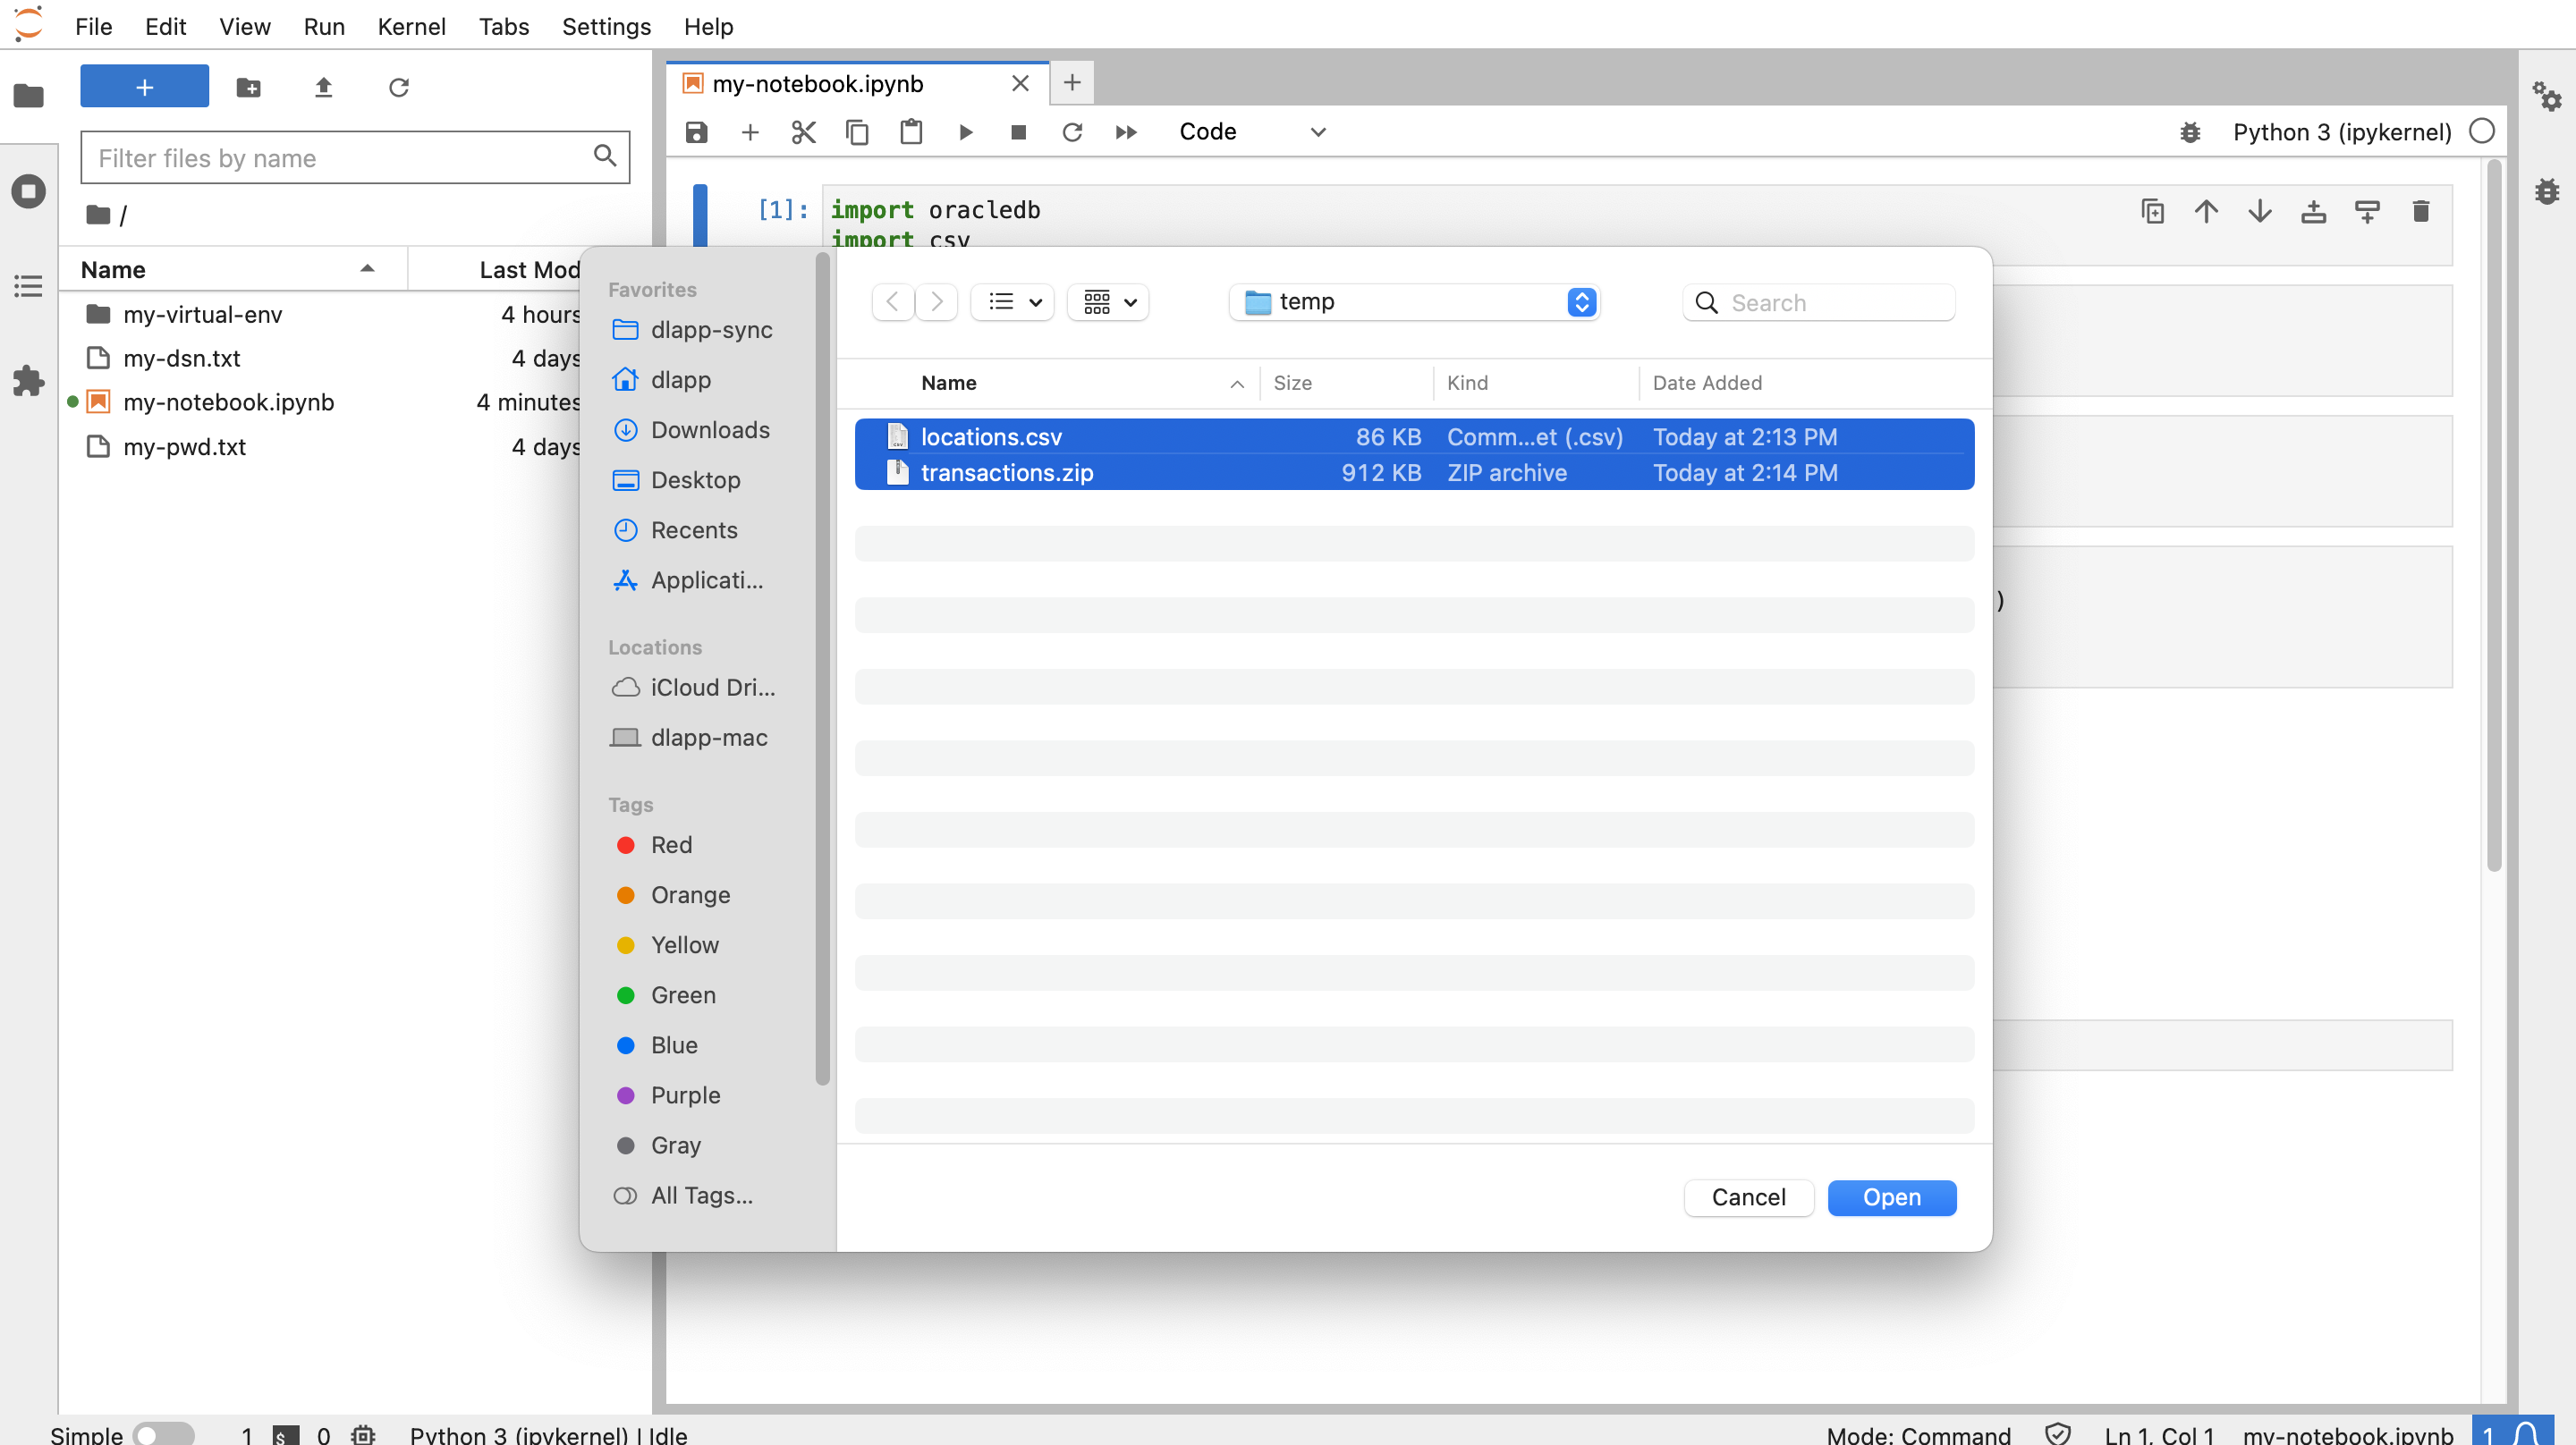 File Edit View Run Kernel Tabs Settings Help
+
Filter files by name
/
Name Last Mod
my-virtual-env 4 hours
my-dsn.txt 4 days
my-notebook.ipynb 4 minutes
my-pwd.txt 4 days
my-notebook.ipynb
Code
Python 3 (ipykernel)
[1]: import oracledb
import csv
)
Favorites
dlapp-sync
dlapp
Downloads
Desktop
Recents
Applicati...
Locations
iCloud Dri...
dlapp-mac
Tags
Red
Orange
Yellow
Green
Blue
Purple
Gray
All Tags...
temp
Search
Name Size Kind Date Added
locations.csv 86 KB Comm...et (.csv) Today at 2:13 PM
transactions.zip 912 KB ZIP archive Today at 2:14 PM
Cancel Open
Simple 1 $ 0 Python 3 (ipykernel) | Idle Mode: Command Ln 1, Col 1 my-notebook.ipynb 1